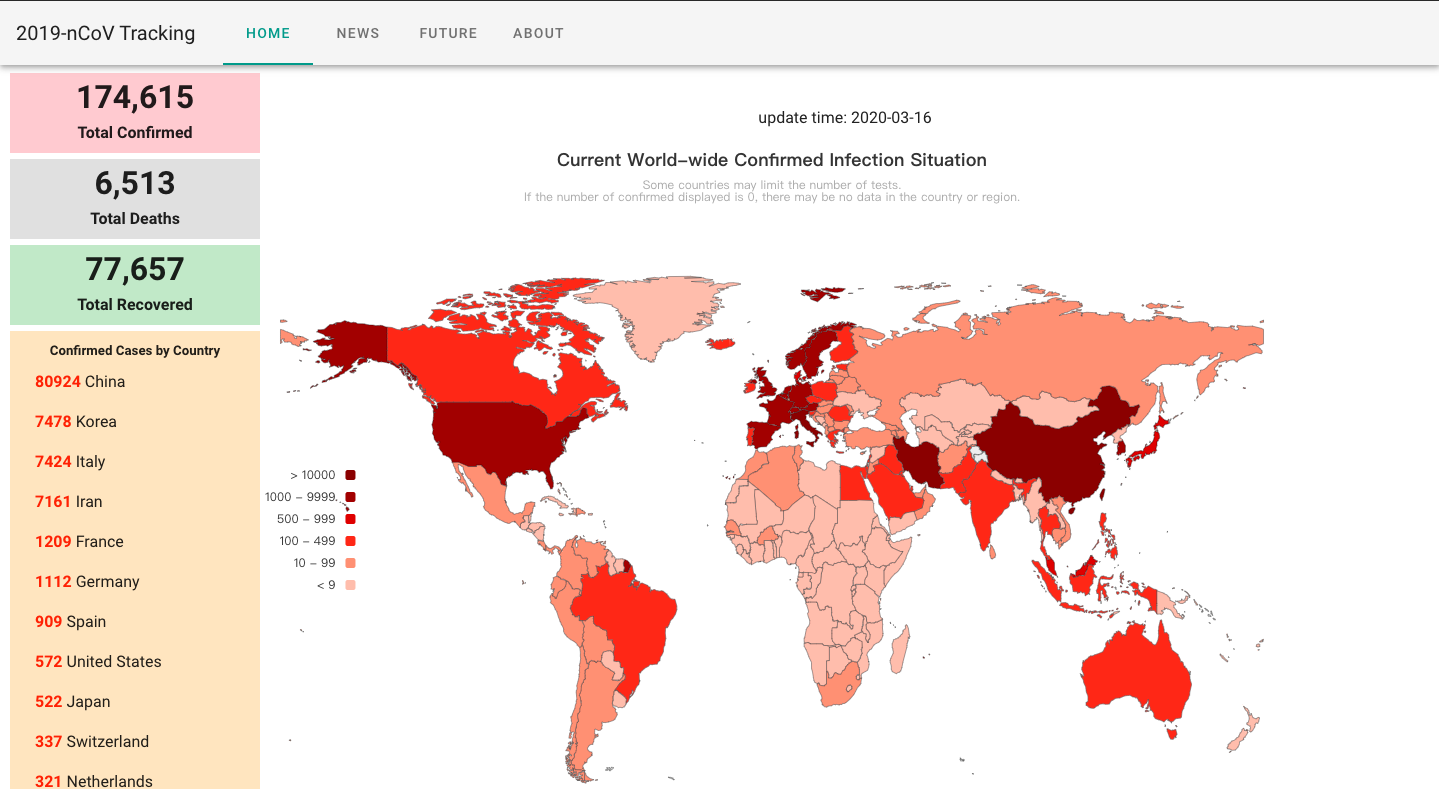 2019-nCoV Tracking
HOME
NEWS
FUTURE
ABOUT
174,615
Total Confirmed
6,513
Total Deaths
77,657
Total Recovered
Confirmed Cases by Country
80924 China
7478 Korea
7424 Italy
7161 Iran
1209 France
1112 Germany
909 Spain
572 United States
522 Japan
337 Switzerland
321 Netherlands
update time: 2020-03-16
Current World-wide Confirmed Infection Situation
Some countries may limit the number of tests.
If the number of confirmed displayed is 0, there may be no data in the country or region.
> 10000
1000 - 9999
500 - 999
100 - 499
10 - 99
< 9